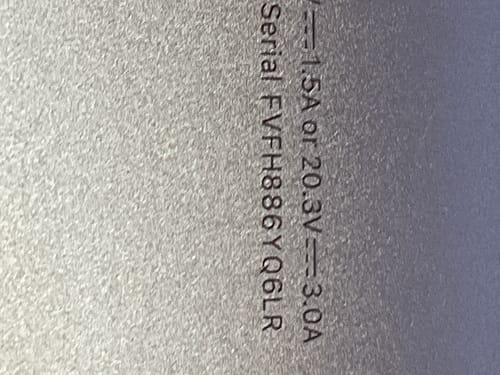 ⎓1.5A or 20.3V⎓3.0A
Serial FVFH886YQ6LR